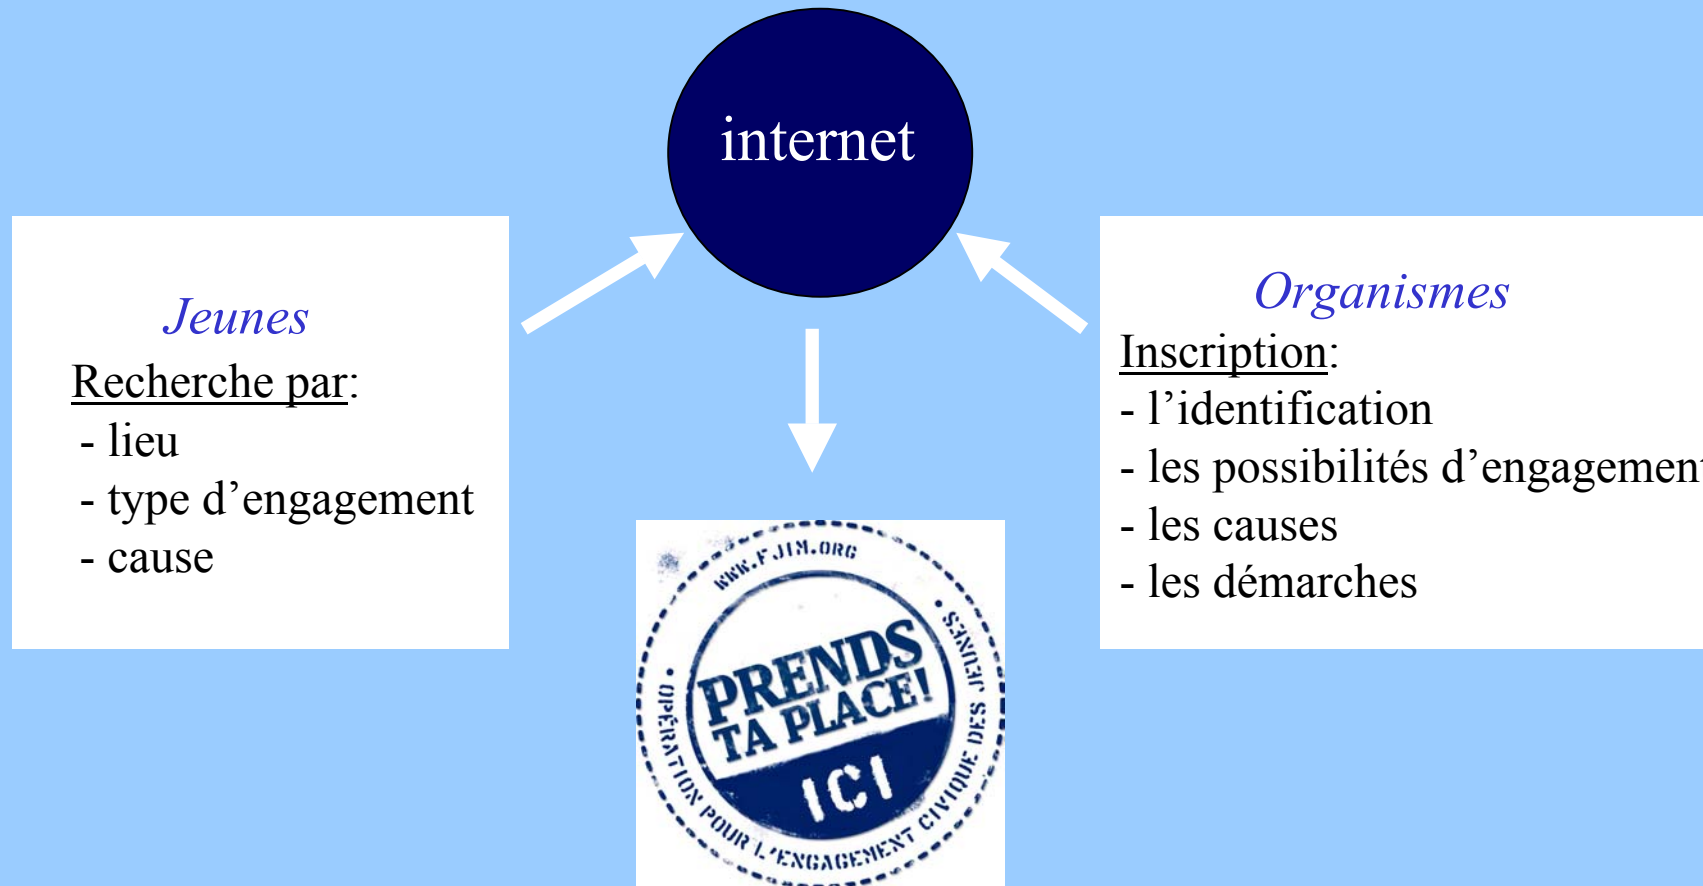 internet
Jeunes
Recherche par:
- lieu
- type d’engagement
- cause
Organismes
Inscription:
- l’identification
- les possibilités d’engagement
- les causes
- les démarches
WWW.FJIM.ORG
• OPÉRATION POUR L’ENGAGEMENT CIVIQUE DES JEUNES •
PRENDS
TA PLACE!
ICI